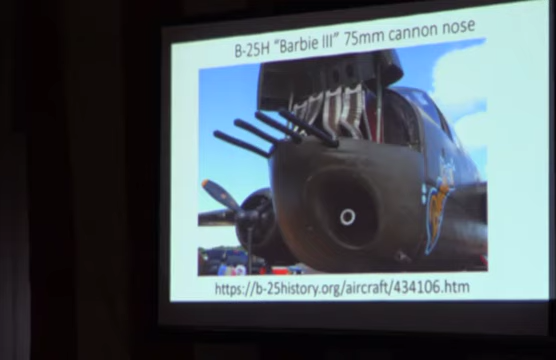 B-25H “Barbie III” 75mm cannon nose
https://b-25history.org/aircraft/434106.htm